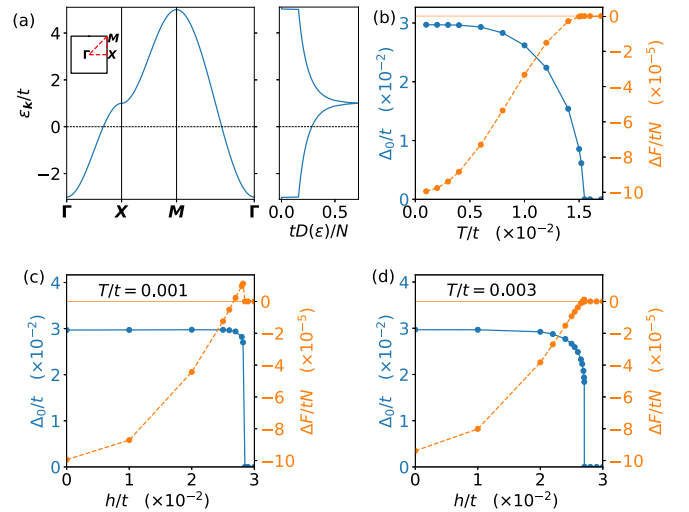 (a)
ε_k/t
4
2
0
−2
Γ X M Γ
M
Γ X
0.0 0.5
tD(ε)/N
(b)
Δ₀/t (×10⁻²)
3
2
1
0
0.0 0.5 1.0 1.5
T/t (×10⁻²)
0
−2
−4
−6
−8
−10
ΔF/tN (×10⁻⁵)
(c)
T/t = 0.001
Δ₀/t (×10⁻²)
4
3
2
1
0
0 1 2 3
h/t (×10⁻²)
0
−2
−4
−6
−8
−10
ΔF/tN (×10⁻⁵)
(d)
T/t = 0.003
Δ₀/t (×10⁻²)
4
3
2
1
0
0 1 2 3
h/t (×10⁻²)
0
−2
−4
−6
−8
−10
ΔF/tN (×10⁻⁵)